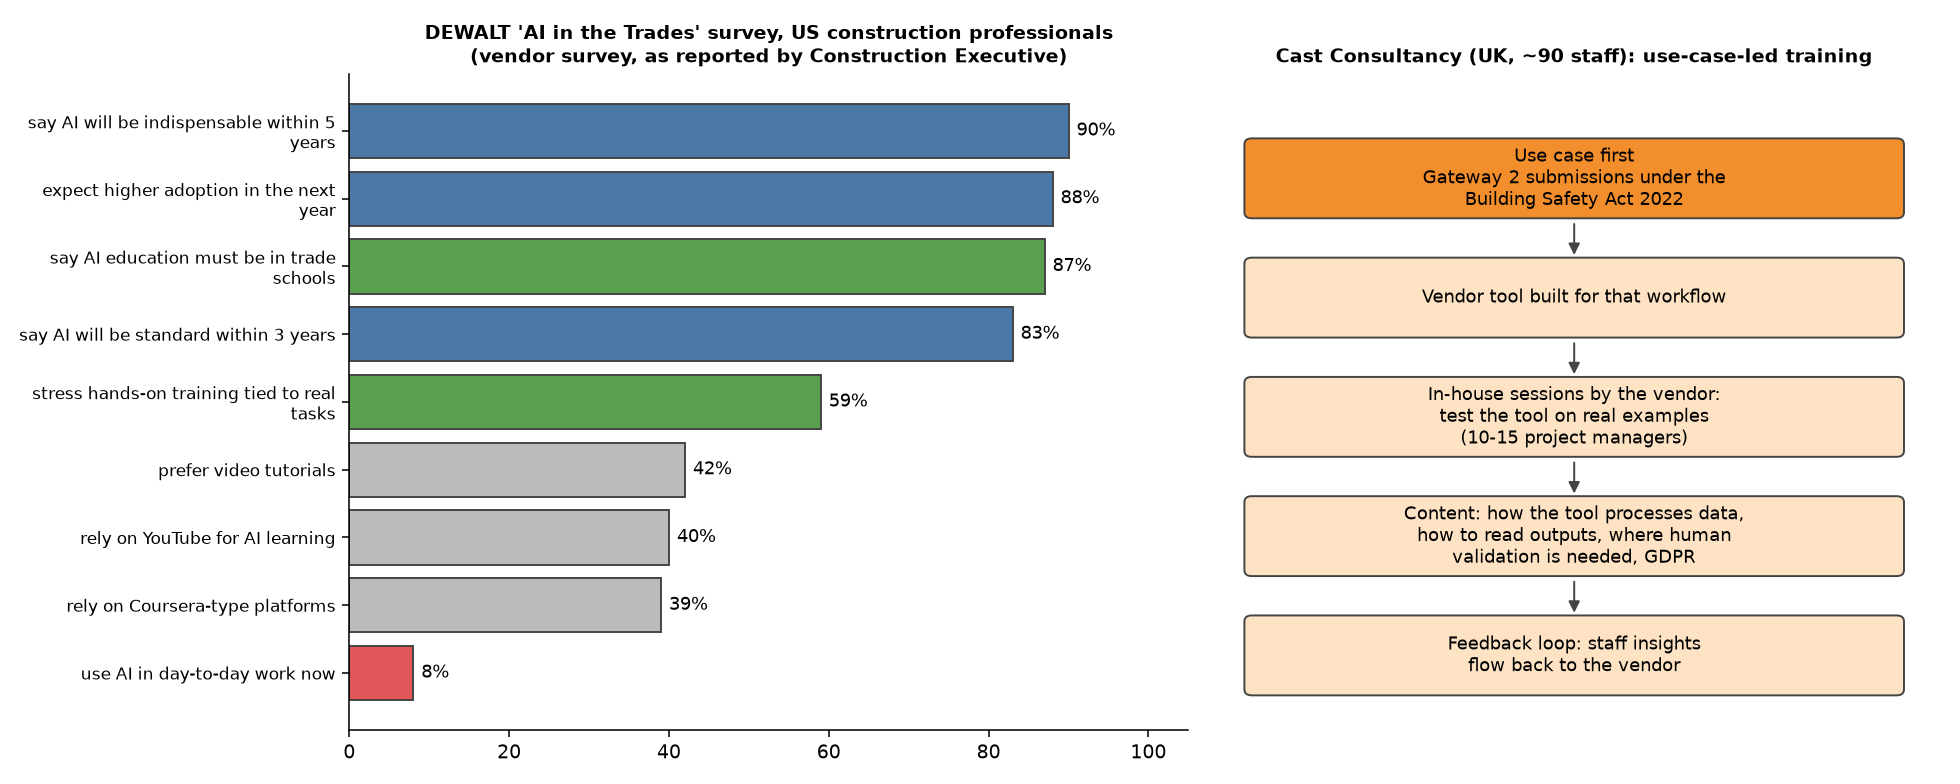 DEWALT 'AI in the Trades' survey, US construction professionals
(vendor survey, as reported by Construction Executive)
say AI will be indispensable within 5
years
90%
expect higher adoption in the next
year
88%
say AI education must be in trade
schools
87%
say AI will be standard within 3 years
83%
stress hands-on training tied to real
tasks
59%
prefer video tutorials
42%
rely on YouTube for AI learning
40%
rely on Coursera-type platforms
39%
use AI in day-to-day work now
8%
0 20 40 60 80 100
Cast Consultancy (UK, ~90 staff): use-case-led training
Use case first
Gateway 2 submissions under the
Building Safety Act 2022
Vendor tool built for that workflow
In-house sessions by the vendor:
test the tool on real examples
(10-15 project managers)
Content: how the tool processes data,
how to read outputs, where human
validation is needed, GDPR
Feedback loop: staff insights
flow back to the vendor